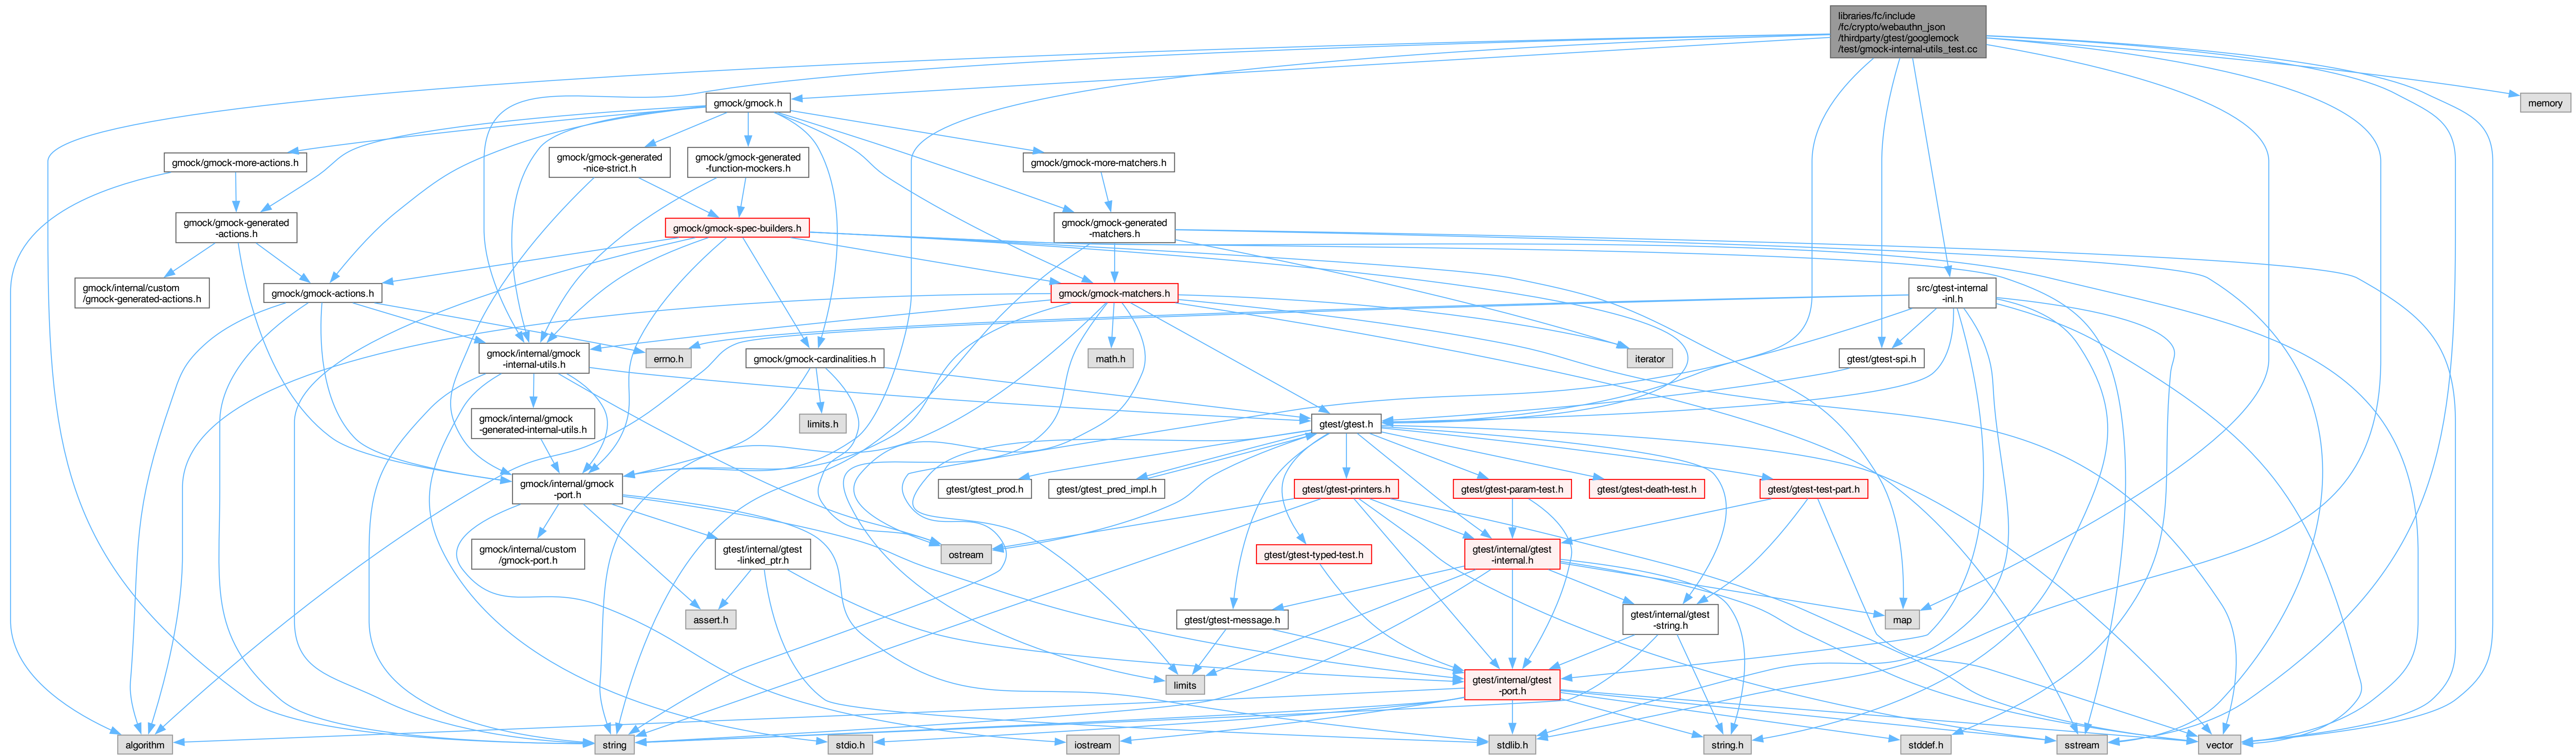 libraries/fc/include
/fc/crypto/webauthn_json
/thirdparty/gtest/googlemock
/test/gmock-internal-utils_test.cc
gmock/gmock.h
memory
gmock/gmock-more-actions.h
gmock/gmock-generated
-nice-strict.h
gmock/gmock-generated
-function-mockers.h
gmock/gmock-more-matchers.h
gmock/gmock-generated
-actions.h
gmock/gmock-spec-builders.h
gmock/gmock-generated
-matchers.h
gmock/internal/custom
/gmock-generated-actions.h
gmock/gmock-actions.h
gmock/gmock-matchers.h
src/gtest-internal
-inl.h
gmock/internal/gmock
-internal-utils.h
errno.h
gmock/gmock-cardinalities.h
math.h
iterator
gtest/gtest-spi.h
gmock/internal/gmock
-generated-internal-utils.h
limits.h
gtest/gtest.h
gmock/internal/gmock
-port.h
gtest/gtest_prod.h
gtest/gtest_pred_impl.h
gtest/gtest-printers.h
gtest/gtest-param-test.h
gtest/gtest-death-test.h
gtest/gtest-test-part.h
gmock/internal/custom
/gmock-port.h
gtest/internal/gtest
-linked_ptr.h
ostream
gtest/gtest-typed-test.h
gtest/internal/gtest
-internal.h
assert.h
gtest/gtest-message.h
gtest/internal/gtest
-string.h
map
limits
gtest/internal/gtest
-port.h
algorithm
string
stdio.h
iostream
stdlib.h
string.h
stddef.h
sstream
vector